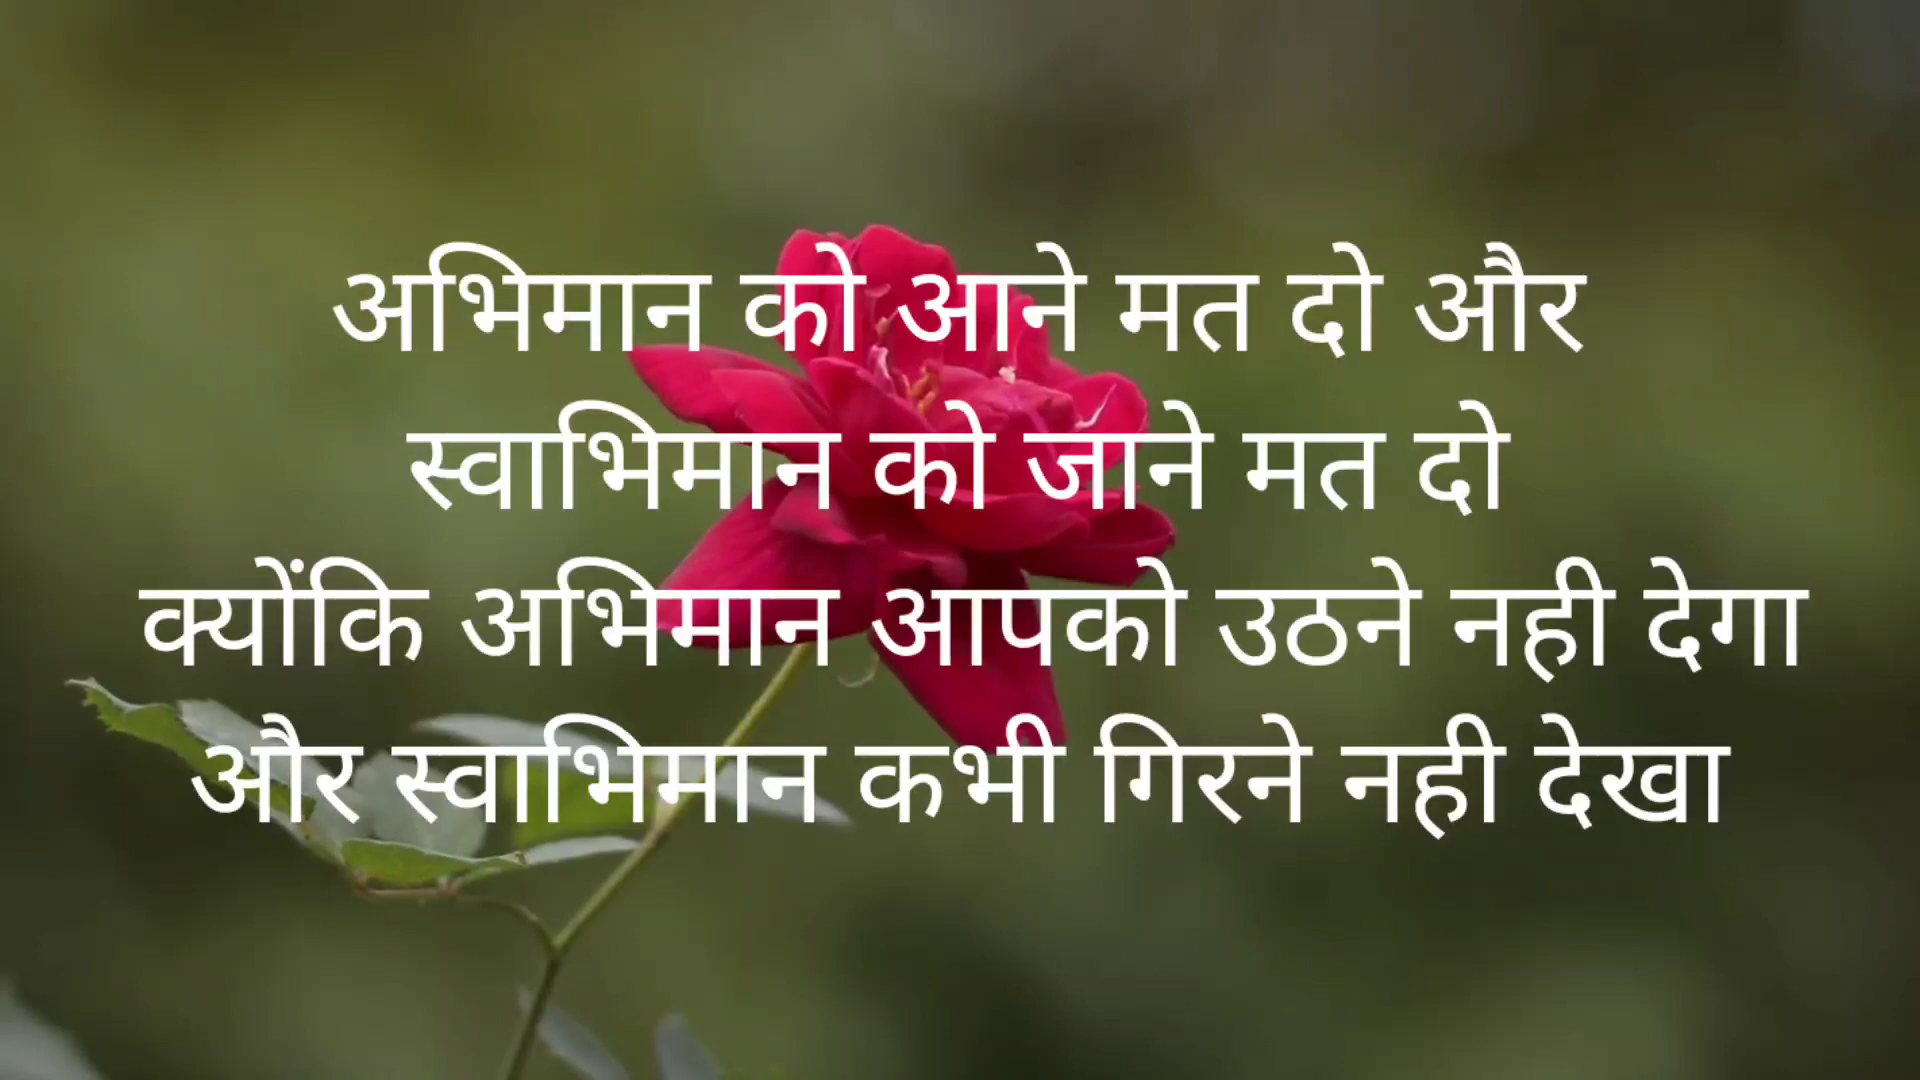 अभिमान को आने मत दो और
स्वाभिमान को जाने मत दो
क्योंकि अभिमान आपको उठने नही देगा
और स्वाभिमान कभी गिरने नही देखा